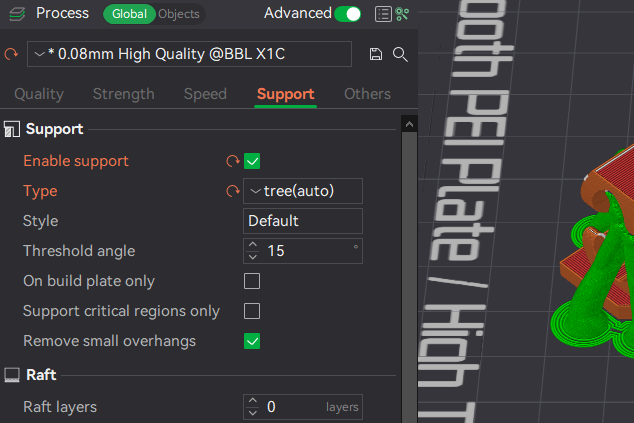 Process Global Objects Advanced
* 0.08mm High Quality @BBL X1C
Quality Strength Speed Support Others
Support
Enable support
Type tree(auto)
Style Default
Threshold angle 15 °
On build plate only
Support critical regions only
Remove small overhangs
Raft
Raft layers 0 layers
ooth PEI Plate / High T